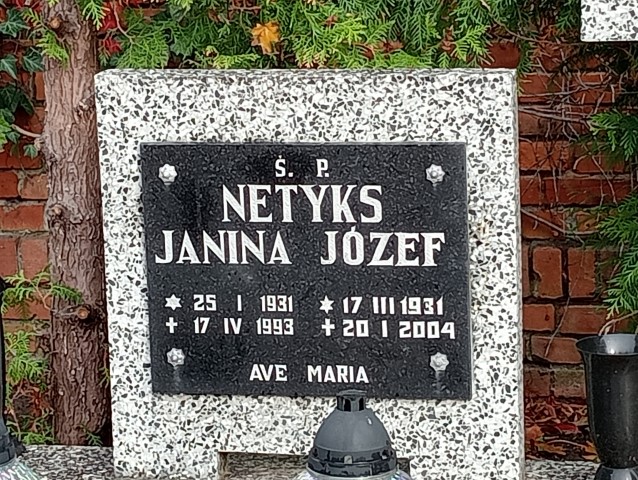 Ś. P.
NETYKS
JANINA JÓZEF
✶ 25 I 1931 ✶ 17 III 1931
+ 17 IV 1993 + 20 I 2004
AVE MARIA